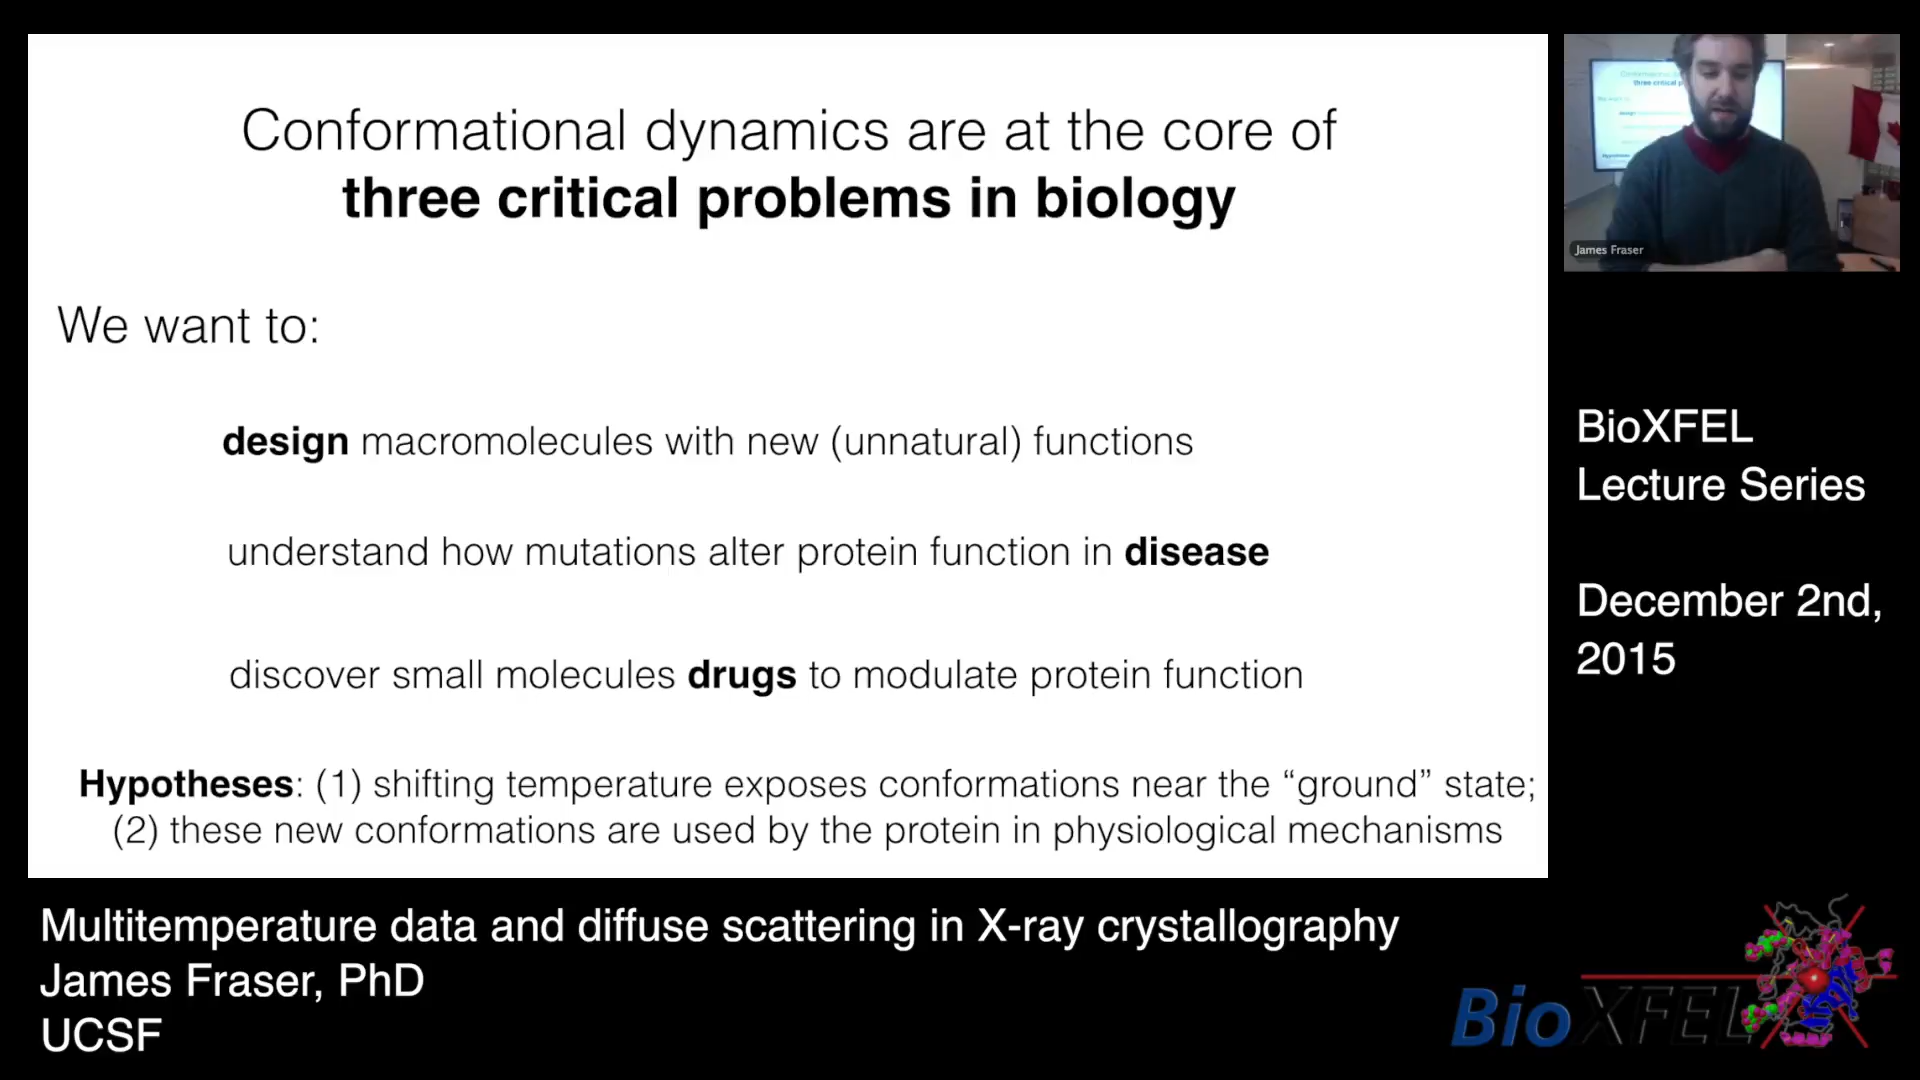 Conformational dynamics are at the core of
three critical problems in biology
We want to:
design macromolecules with new (unnatural) functions
understand how mutations alter protein function in disease
discover small molecules drugs to modulate protein function
Hypotheses: (1) shifting temperature exposes conformations near the “ground” state;
(2) these new conformations are used by the protein in physiological mechanisms
three critical p
James Fraser
BioXFEL
Lecture Series
December 2nd,
2015
Multitemperature data and diffuse scattering in X-ray crystallography
James Fraser, PhD
UCSF
BioXFEL